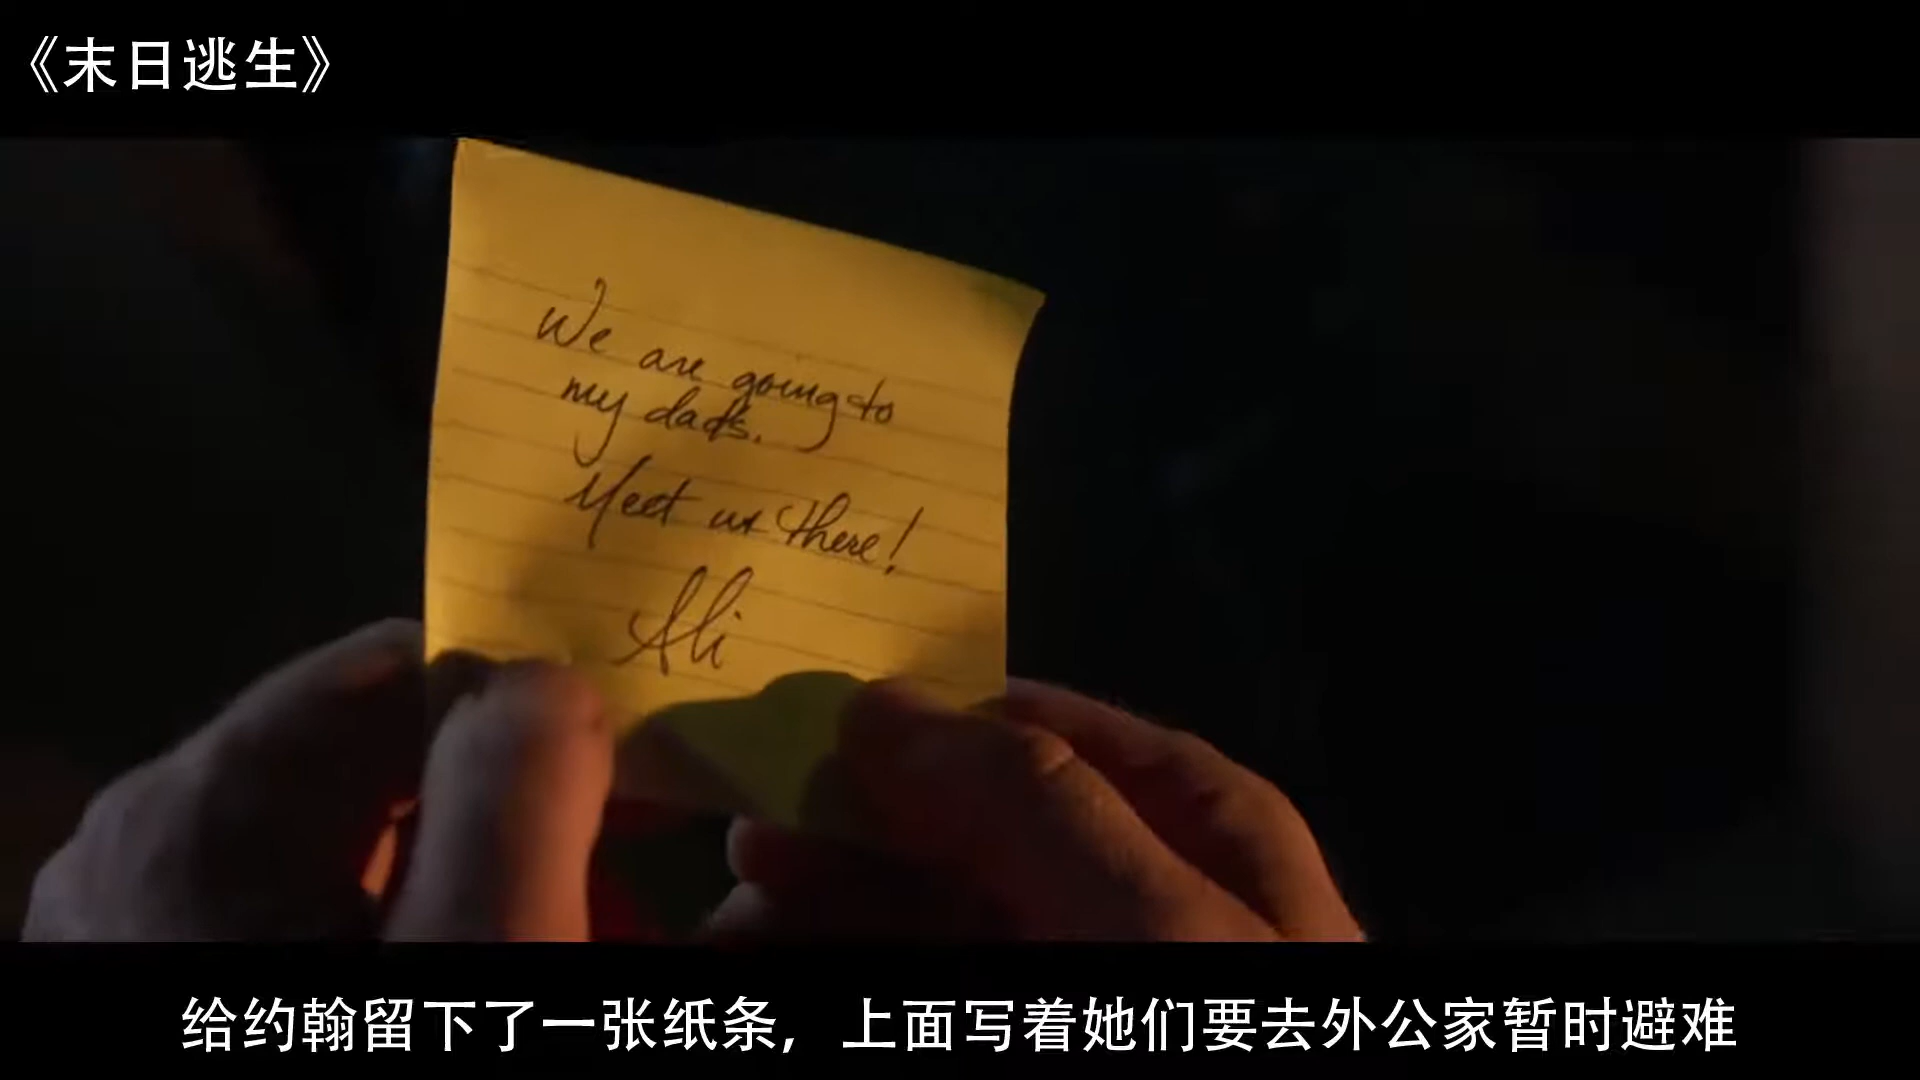 《末日逃生》
We are going to
my dad's.
Meet us there!
Ali
给约翰留下了一张纸条，上面写着她们要去外公家暂时避难